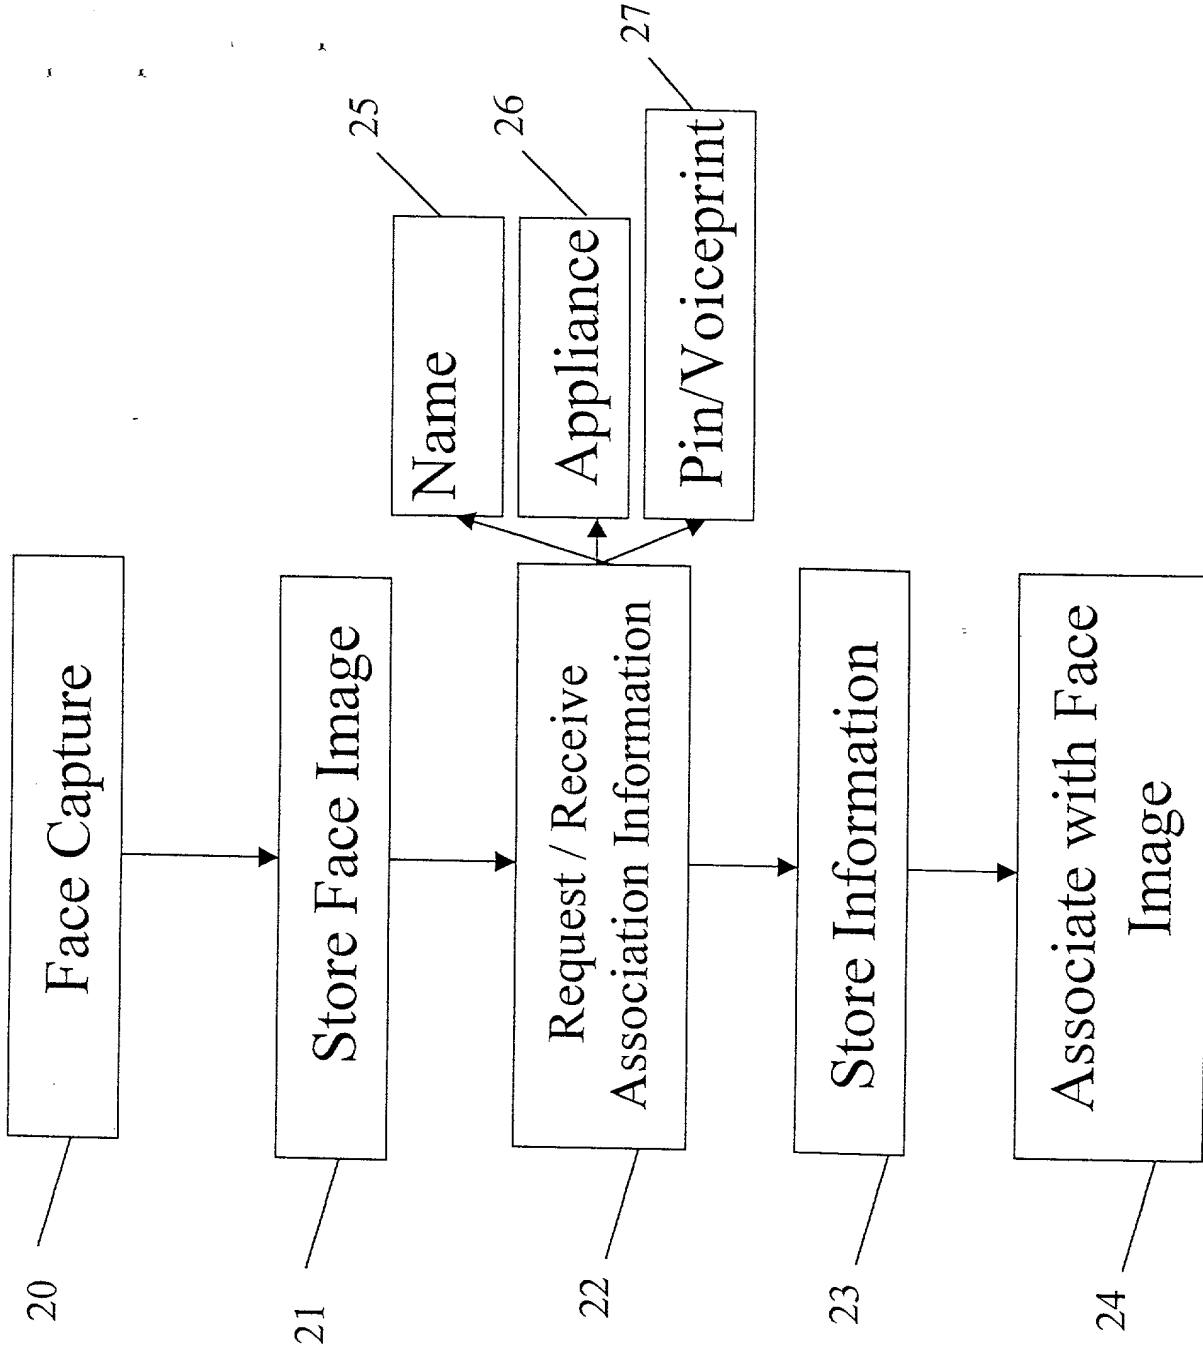 20
Face Capture
21
Store Face Image
22
Request / Receive
Association Information
Name
25
Appliance
26
Pin/Voiceprint
27
23
Store Information
24
Associate with Face
Image